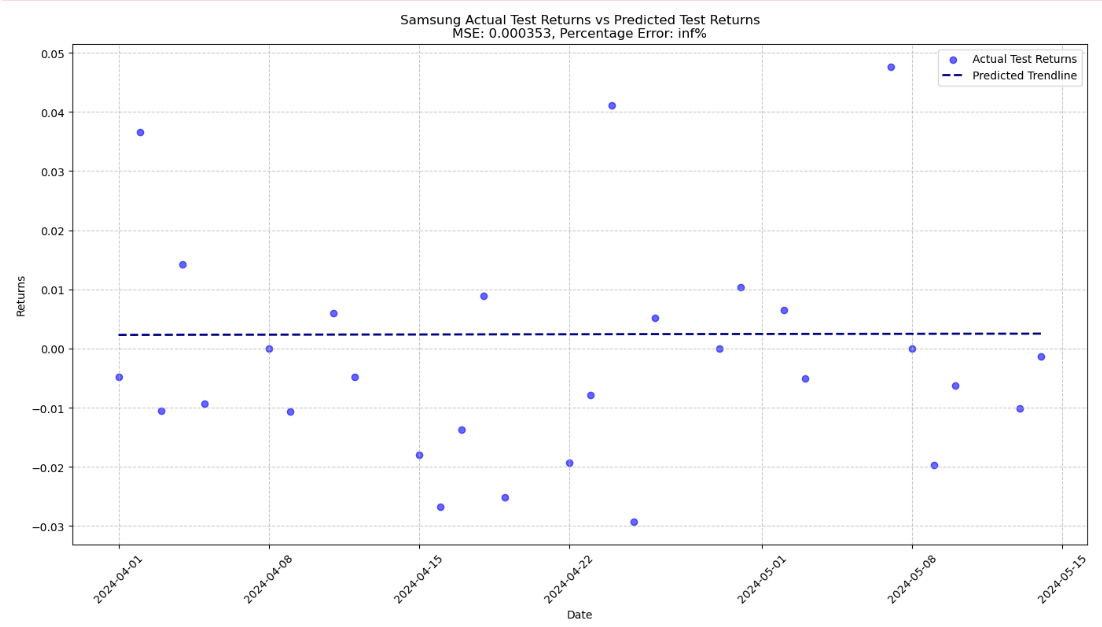 Samsung Actual Test Returns vs Predicted Test Returns
MSE: 0.000353, Percentage Error: inf%
Actual Test Returns
Predicted Trendline
0.05
0.04
0.03
0.02
0.01
0.00
−0.01
−0.02
−0.03
Returns
2024-04-01
2024-04-08
2024-04-15
2024-04-22
2024-05-01
2024-05-08
2024-05-15
Date